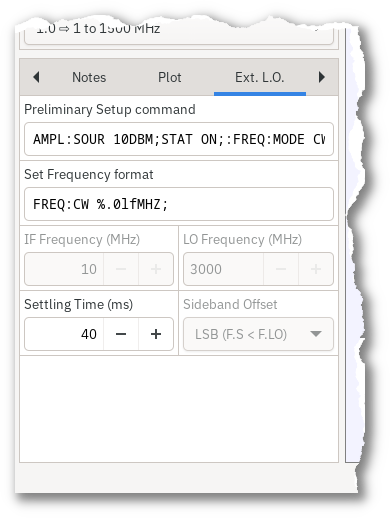 1.0 ⇨ 1 to 1500 MHz
Notes Plot Ext. L.O.
Preliminary Setup command
AMPL:SOUR 10DBM;STAT ON;:FREQ:MODE CW
Set Frequency format
FREQ:CW %.0lfMHZ;
IF Frequency (MHz) LO Frequency (MHz)
10 − + 3000 − +
Settling Time (ms) Sideband Offset
40 − + LSB (F.S < F.LO)